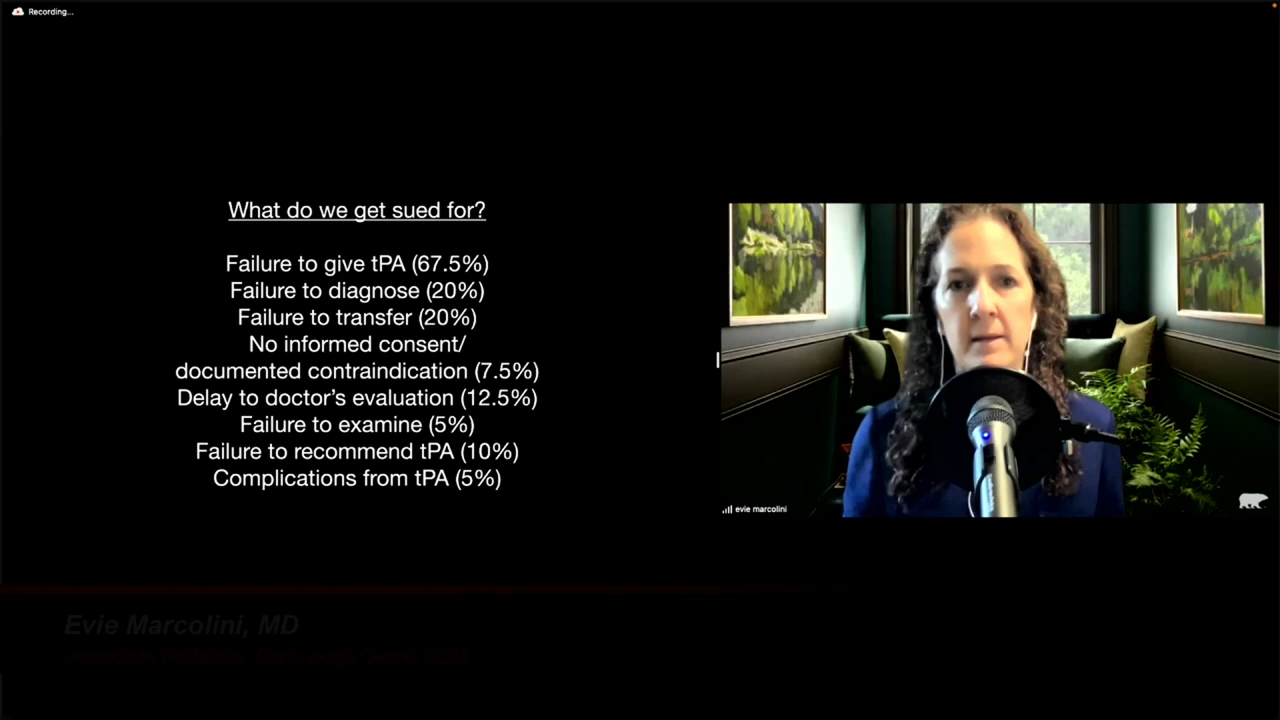 Recording...
What do we get sued for?
Failure to give tPA (67.5%)
Failure to diagnose (20%)
Failure to transfer (20%)
No informed consent/
documented contraindication (7.5%)
Delay to doctor’s evaluation (12.5%)
Failure to examine (5%)
Failure to recommend tPA (10%)
Complications from tPA (5%)
evie marcolini
Evie Marcolini, MD